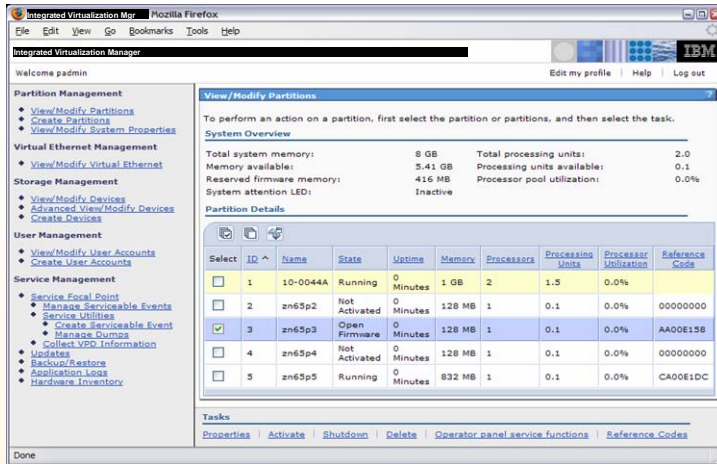 Integrated Virtualization Mgr Mozilla Firefox
File Edit View Go Bookmarks Tools Help
Integrated Virtualization Manager
IBM
Welcome padmin
Edit my profile | Help | Log out
Partition Management
View/Modify Partitions
Create Partitions
View/Modify System Properties
Virtual Ethernet Management
View/Modify Virtual Ethernet
Storage Management
View/Modify Devices
Advanced View/Modify Devices
Create Devices
User Management
View/Modify User Accounts
Create User Accounts
Service Management
Service Focal Point
Manage Serviceable Events
Service Utilities
Create Serviceable Event
Manage Dumps
Collect VPD Information
Updates
Backup/Restore
Application Logs
Hardware Inventory
View/Modify Partitions ?
To perform an action on a partition, first select the partition or partitions, and then select the task.
System Overview
Total system memory: 8 GB Total processing units: 2.0
Memory available: 5.41 GB Processing units available: 0.1
Reserved firmware memory: 416 MB Processor pool utilization: 0.0%
System attention LED: Inactive
Partition Details
Select ID ^ Name State Uptime Memory Processors Processing Units Processor Utilization Reference Code
1 10-0044A Running 0 Minutes 1 GB 2 1.5 0.0%
2 zn65p2 Not Activated 0 Minutes 128 MB 1 0.1 0.0% 00000000
3 zn65p3 Open Firmware 0 Minutes 128 MB 1 0.1 0.0% AA00E158
4 zn65p4 Not Activated 0 Minutes 128 MB 1 0.1 0.0% 00000000
5 zn65p5 Running 0 Minutes 832 MB 1 0.1 0.0% CA00E1DC
Tasks
Properties | Activate | Shutdown | Delete | Operator panel service functions | Reference Codes
Done